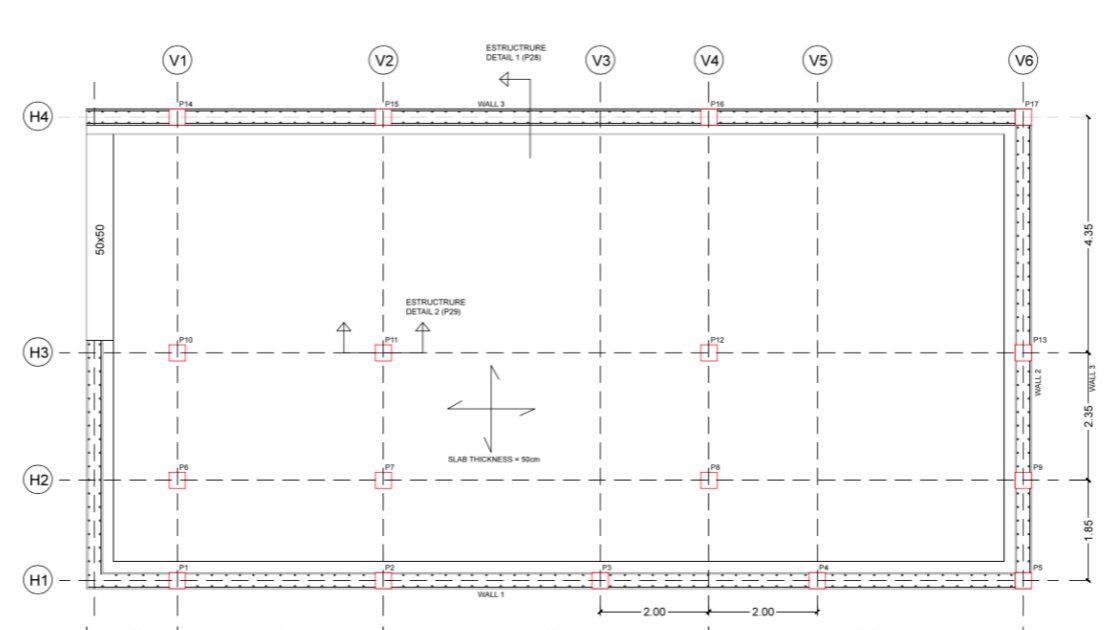 ESTRUCTRURE
DETAIL 1 (P28)
V1
V2
V3
V4
V5
V6
P14
P15
WALL 3
P16
P17
H4
4.35
50x50
ESTRUCTRURE
DETAIL 2 (P29)
P10
P11
P12
P13
H3
WALL 2
WALL 3
2.35
SLAB THICKNESS = 50cm
P6
P7
P8
P9
H2
1.85
P1
P2
P3
P4
P5
H1
WALL 1
2.00
2.00